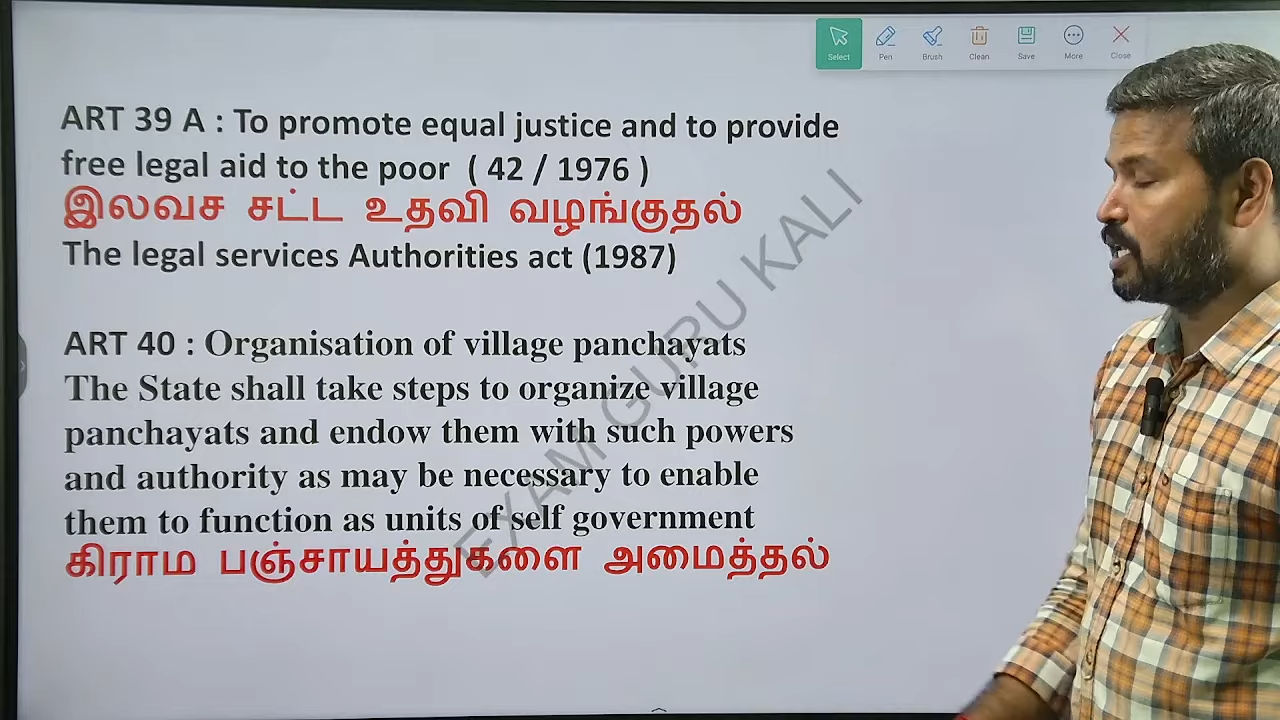 Select Pen Brush Clean Save More Close
ART 39 A : To promote equal justice and to provide
free legal aid to the poor ( 42 / 1976 )
இலவச சட்ட உதவி வழங்குதல்
The legal services Authorities act (1987)
ART 40 : Organisation of village panchayats
The State shall take steps to organize village
panchayats and endow them with such powers
and authority as may be necessary to enable
them to function as units of self government
கிராம பஞ்சாயத்துகளை அமைத்தல்
EXAM GURU KALI